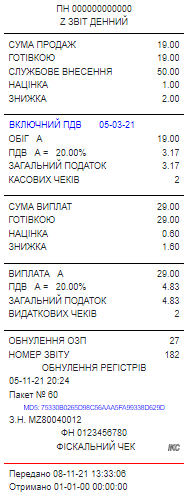 ПН 000000000000
Z ЗВІТ ДЕННИЙ
СУМА ПРОДАЖ 19.00
ГОТІВКОЮ 19.00
СЛУЖБОВЕ ВНЕСЕННЯ 50.00
НАЦІНКА 1.00
ЗНИЖКА 2.00
ВКЛЮЧНИЙ ПДВ 05-03-21
ОБІГ А 19.00
ПДВ А = 20.00% 3.17
ЗАГАЛЬНИЙ ПОДАТОК 3.17
КАСОВИХ ЧЕКІВ 2
СУМА ВИПЛАТ 29.00
ГОТІВКОЮ 29.00
НАЦІНКА 0.60
ЗНИЖКА 1.60
ВИПЛАТА А 29.00
ПДВ А = 20.00% 4.83
ЗАГАЛЬНИЙ ПОДАТОК 4.83
ВИДАТКОВИХ ЧЕКІВ 2
ОБНУЛЕННЯ ОЗП 27
НОМЕР ЗВІТУ 182
ОБНУЛЕННЯ РЕГІСТРІВ
05-11-21 20:24
Пакет № 60
MD5: 75330B0265D98C56AAA5FA99338D629D
З.Н. MZ80040012
ФН 0123456780
ФІСКАЛЬНИЙ ЧЕК ІКС
Передано 08-11-21 13:33:06
Отримано 01-01-00 00:00:00